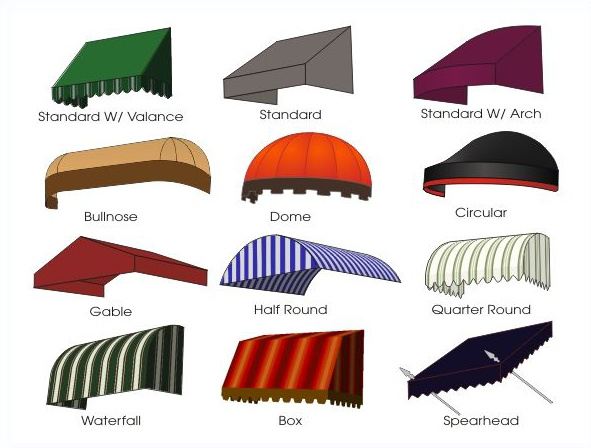 Standard W/ Valance
Standard
Standard W/ Arch
Bullnose
Dome
Circular
Gable
Half Round
Quarter Round
Waterfall
Box
Spearhead